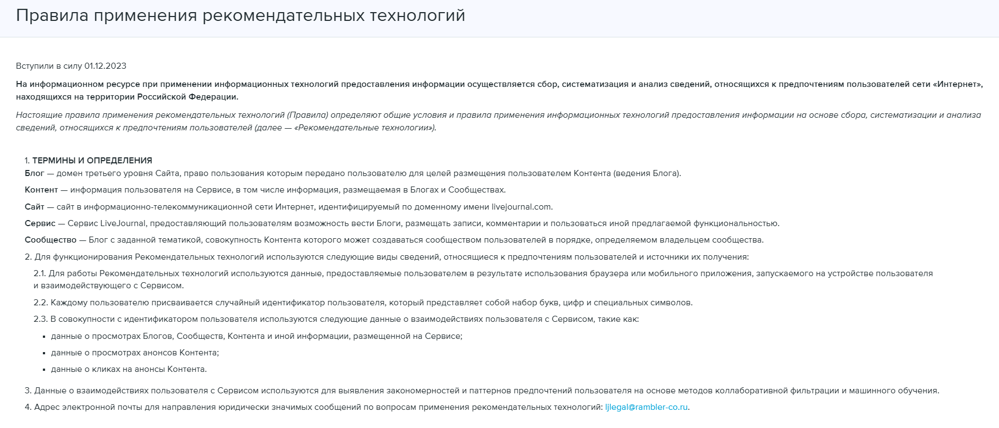 Правила применения рекомендательных технологий
Вступили в силу 01.12.2023
На информационном ресурсе при применении информационных технологий предоставления информации осуществляется сбор, систематизация и анализ сведений, относящихся к предпочтениям пользователей сети «Интернет»,
находящихся на территории Российской Федерации.
Настоящие правила применения рекомендательных технологий (Правила) определяют общие условия и правила применения информационных технологий предоставления информации на основе сбора, систематизации и анализа
сведений, относящихся к предпочтениям пользователей (далее — «Рекомендательные технологии»).
1. ТЕРМИНЫ И ОПРЕДЕЛЕНИЯ
Блог — домен третьего уровня Сайта, право пользования которым передано пользователю для целей размещения пользователем Контента (ведения Блога).
Контент — информация пользователя на Сервисе, в том числе информация, размещаемая в Блогах и Сообществах.
Сайт — сайт в информационно-телекоммуникационной сети Интернет, идентифицируемый по доменному имени livejournal.com.
Сервис — Сервис LiveJournal, предоставляющий пользователям возможность вести Блоги, размещать записи, комментарии и пользоваться иной предлагаемой функциональностью.
Сообщество — Блог с заданной тематикой, совокупность Контента которого может создаваться сообществом пользователей в порядке, определяемом владельцем сообщества.
2. Для функционирования Рекомендательных технологий используются следующие виды сведений, относящиеся к предпочтениям пользователей и источники их получения:
2.1. Для работы Рекомендательных технологий используются данные, предоставляемые пользователем в результате использования браузера или мобильного приложения, запускаемого на устройстве пользователя
и взаимодействующего с Сервисом.
2.2. Каждому пользователю присваивается случайный идентификатор пользователя, который представляет собой набор букв, цифр и специальных символов.
2.3. В совокупности с идентификатором пользователя используются следующие данные о взаимодействиях пользователя с Сервисом, такие как:
▪ данные о просмотрах Блогов, Сообществ, Контента и иной информации, размещенной на Сервисе;
▪ данные о просмотрах анонсов Контента;
▪ данные о кликах на анонсы Контента.
3. Данные о взаимодействиях пользователя с Сервисом используются для выявления закономерностей и паттернов предпочтений пользователя на основе методов коллаборативной фильтрации и машинного обучения.
4. Адрес электронной почты для направления юридически значимых сообщений по вопросам применения рекомендательных технологий: ljlegal@rambler-co.ru.